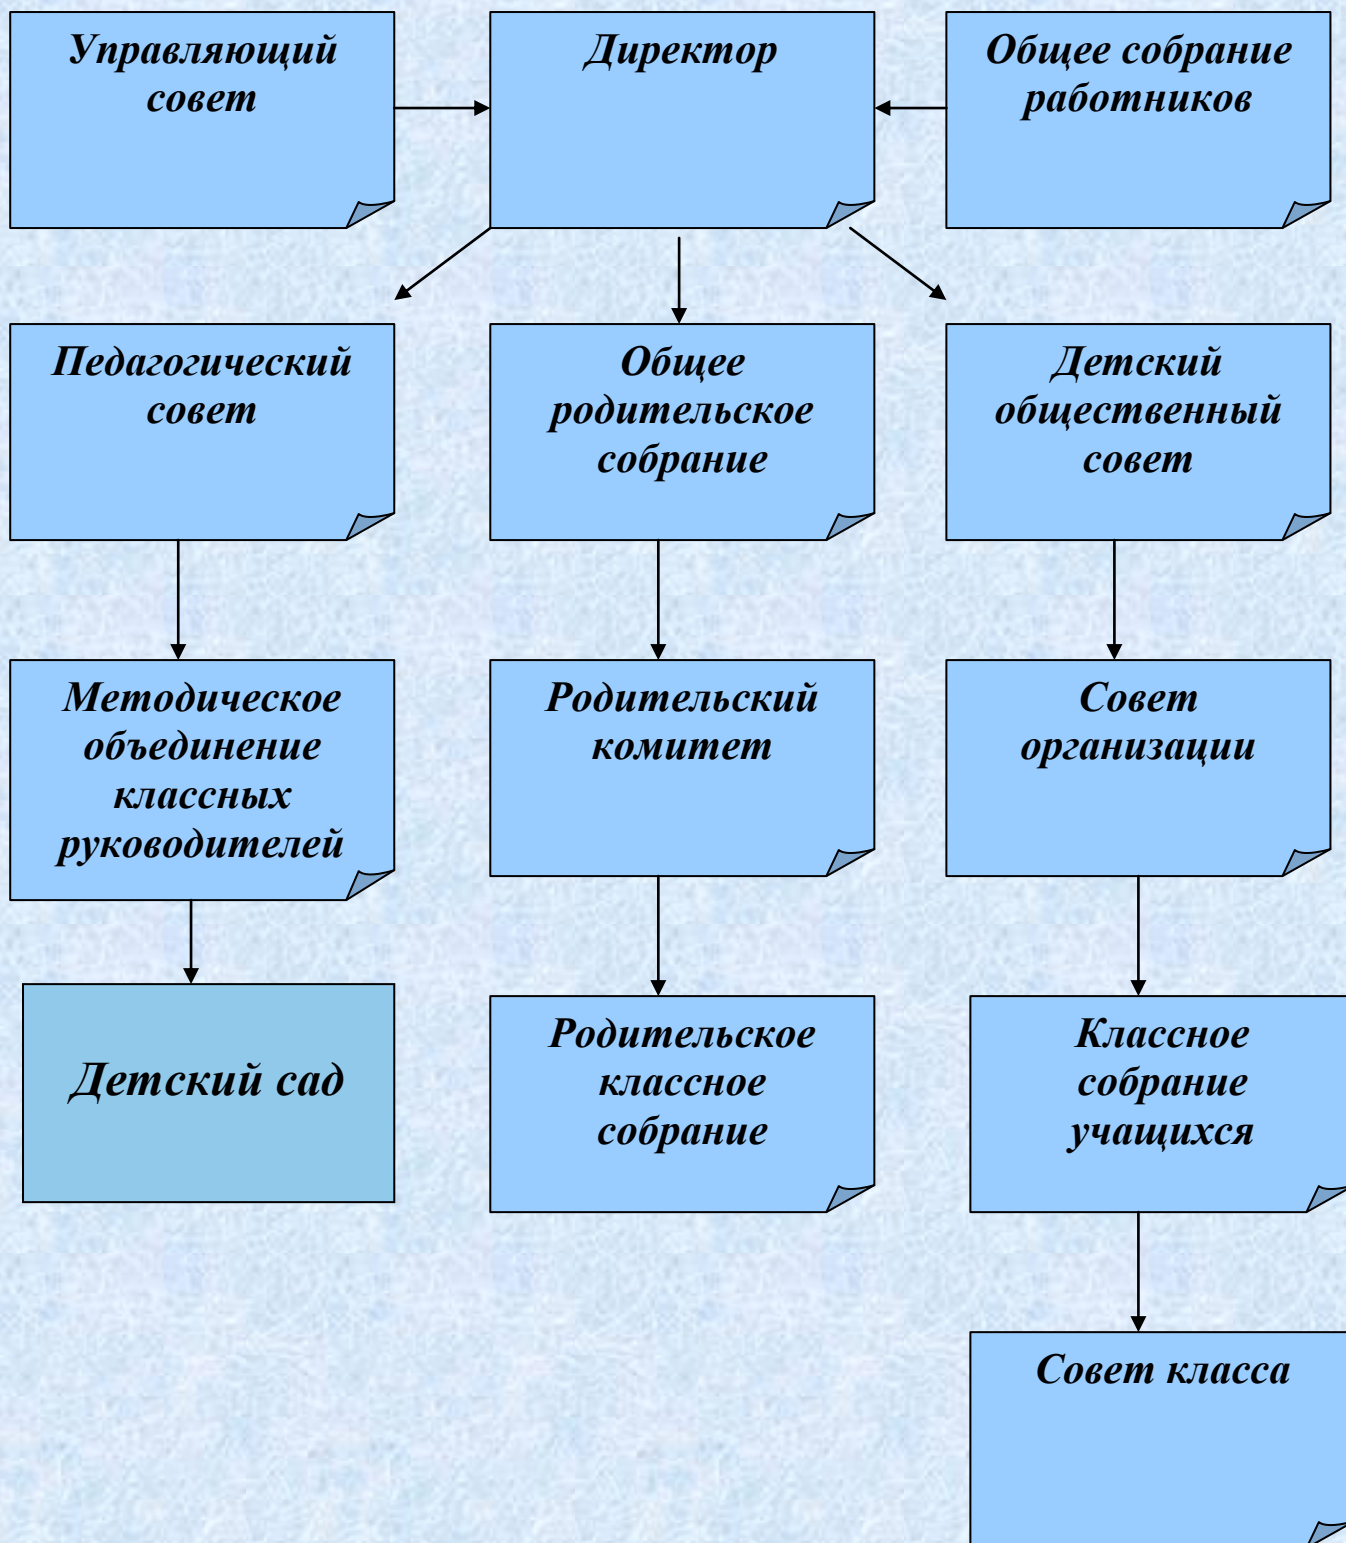 Управляющий
совет
Директор
Общее собрание
работников
Педагогический
совет
Общее
родительское
собрание
Детский
общественный
совет
Методическое
объединение
классных
руководителей
Родительский
комитет
Совет
организации
Детский сад
Родительское
классное
собрание
Классное
собрание
учащихся
Совет класса